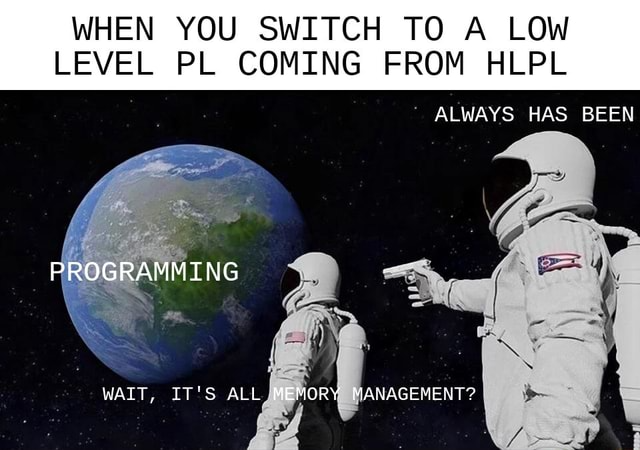 WHEN YOU SWITCH TO A LOW
LEVEL PL COMING FROM HLPL
ALWAYS HAS BEEN
PROGRAMMING
WAIT, IT'S ALL MEMORY MANAGEMENT?